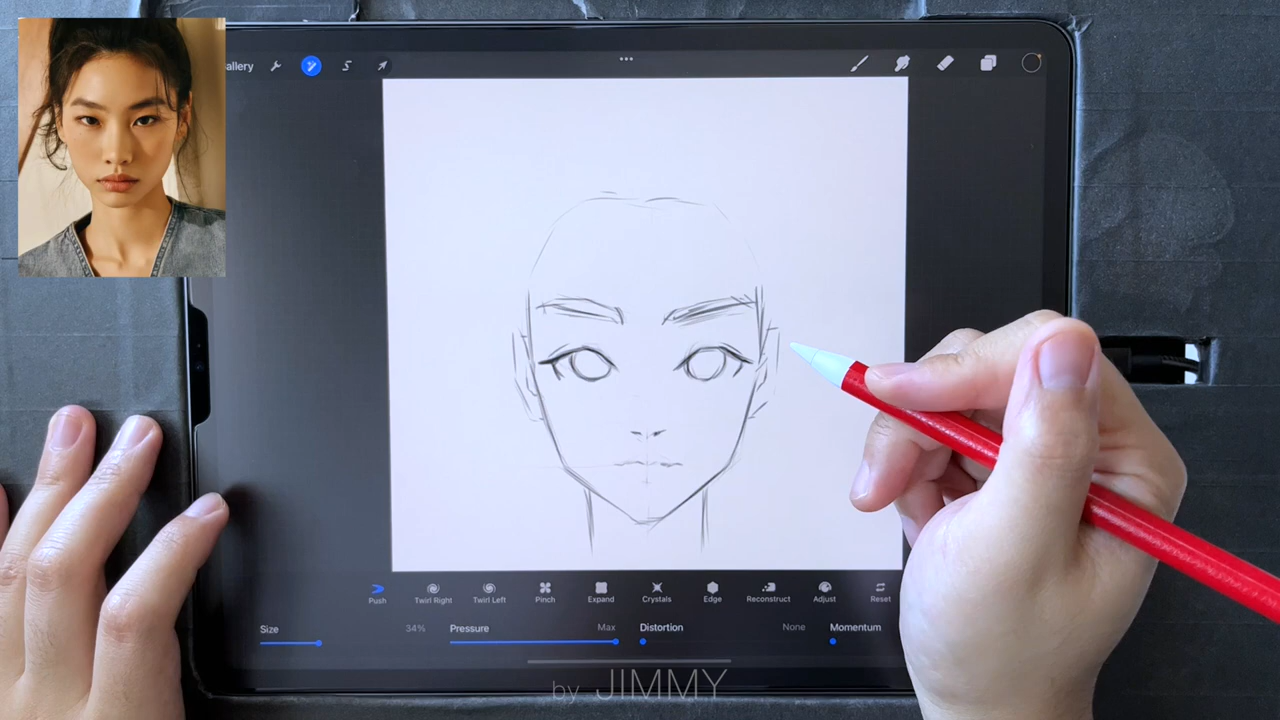 allery
Push
Twirl Right
Twirl Left
Pinch
Expand
Crystals
Edge
Reconstruct
Adjust
Reset
Size 34% Pressure Max Distortion None Momentum
by JIMMY